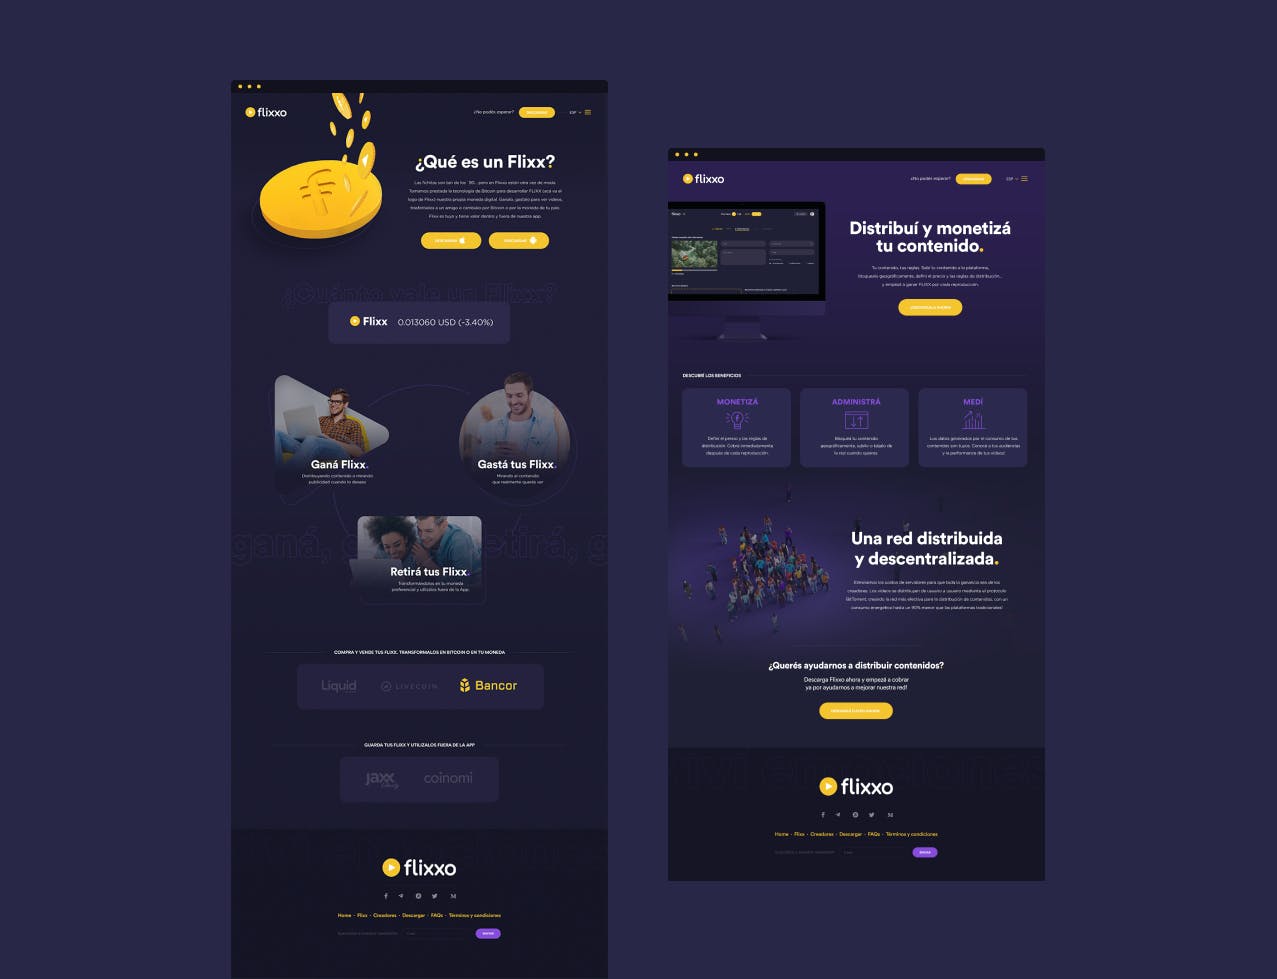 flixxo
¿No podés esperar?
ESP
¿Qué es un Flixx?
Las fichitas son tan de los 90... pero en Flixxo están otra vez de moda.
Tomamos prestada la tecnología de Bitcoin para desarrollar FLIXX (acá va el
logo de Flixx) nuestra propia moneda digital. Ganalá, gastalo para ver videos,
trasferíselos a un amigo o cambialo por Bitcoin o por la moneda de tu país.
Flixx es tuyo y tiene valor dentro y fuera de nuestra app.
DESCARGAR
DESCARGAR
¿Cuánto vale un Flixx?
Flixx 0.013060 USD (-3.40%)
Ganá Flixx.
Distribuyendo contenido o mirando
publicidad cuando lo desees
Gastá tus Flixx.
Mirando el contenido
que realmente querés ver
ganá,
etirá, g
Retirá tus Flixx.
Transformándolos en tu moneda
preferencial y utilizalos fuera de la App.
COMPRA Y VENDE TUS FLIXX. TRANSFORMALOS EN BITCOIN O EN TU MONEDA
Liquid
LIVECOIN
Bancor
GUARDA TUS FLIXX Y UTILIZALOS FUERA DE LA APP
jaxx
liberty
coinomi
flixxo
Home - Flixx - Creadores - Descargar - FAQs - Términos y condiciones
ENVIAR
flixxo
¿No podés esperar?
ESP
Distribuí y monetizá
tu contenido.
Tu contenido, tus reglas. Subí tu contenido a la plataforma,
bloquealo geográficamente, definí el precio y las reglas de distribución...
y empezá a ganar FLIXX por cada reproducción.
DESCUBRÍ LOS BENEFICIOS
MONETIZÁ
Definí el precio y las reglas de
distribución. Cobra inmediatamente
después de cada reproducción.
ADMINISTRÁ
Bloqueá tu contenido
geográficamente, subilo o bajalo de
la red cuando quieras
MEDÍ
Los datos generados por el consumo de tus
contenidos son tuyos. Conocé a tus audiencias
y la performance de tus videos!
Una red distribuida
y descentralizada.
Eliminamos los costos de servidores para que toda la ganancia sea de los
creadores. Los videos se distribuyen de usuario a usuario mediante el protocolo
BitTorrent, creando la red más efectiva para la distribución de contenidos, con un
consumo energético hasta un 90% menor que las plataformas tradicionales!
¿Querés ayudarnos a distribuir contenidos?
Descarga Flixxo ahora y empezá a cobrar
ya por ayudarnos a mejorar nuestra red!
flixxo
Home - Flixx - Creadores - Descargar - FAQs - Términos y condiciones
ENVIAR